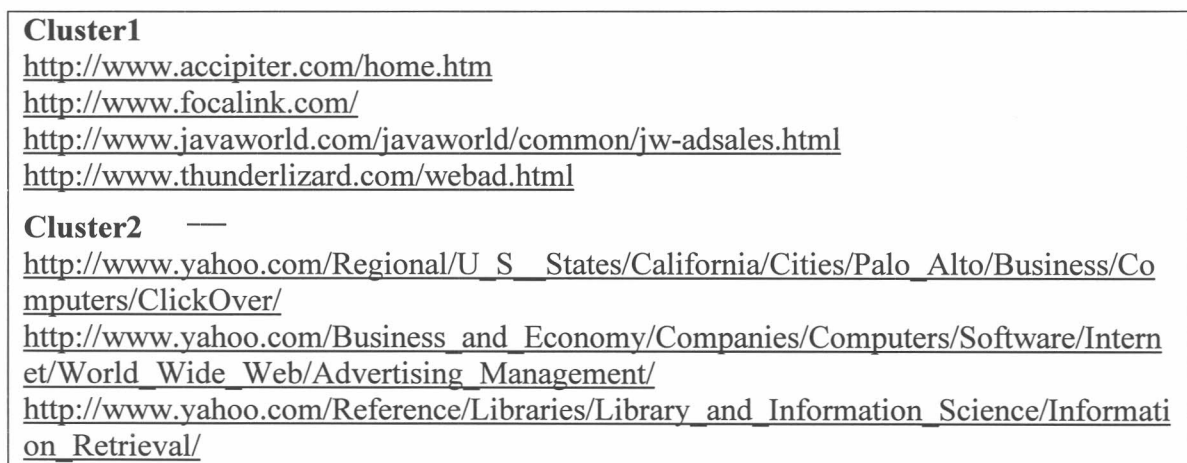 Cluster1
http://www.accipiter.com/home.htm
http://www.focalink.com/
http://www.javaworld.com/javaworld/common/jw-adsales.html
http://www.thunderlizard.com/webad.html
Cluster2 —
http://www.yahoo.com/Regional/U_S__States/California/Cities/Palo_Alto/Business/Co
mputers/ClickOver/
http://www.yahoo.com/Business_and_Economy/Companies/Computers/Software/Intern
et/World_Wide_Web/Advertising_Management/
http://www.yahoo.com/Reference/Libraries/Library_and_Information_Science/Informati
on_Retrieval/